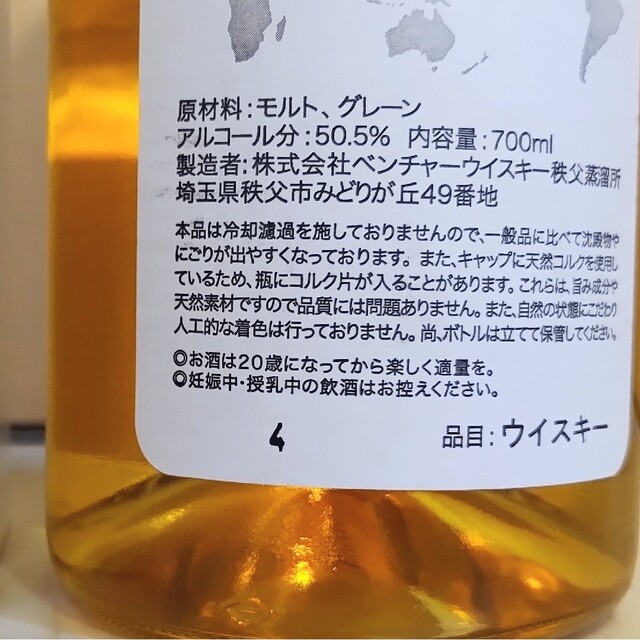 原材料:モルト、グレーン
アルコール分:50.5% 内容量:700ml
製造者:株式会社ベンチャーウイスキー秩父蒸溜所
埼玉県秩父市みどりが丘49番地
本品は冷却濾過を施しておりませんので、一般品に比べて沈殿物や
にごりが出やすくなっております。また、キャップに天然コルクを使用し
ているため、瓶にコルク片が入ることがあります。これらは、旨み成分や
天然素材ですので品質には問題ありません。また、自然の状態にこだわり
人工的な着色は行っておりません。尚、ボトルは立てて保管してください。
◎お酒は20歳になってから楽しく適量を。
◎妊娠中・授乳中の飲酒はお控えください。
4
品目:ウイスキー